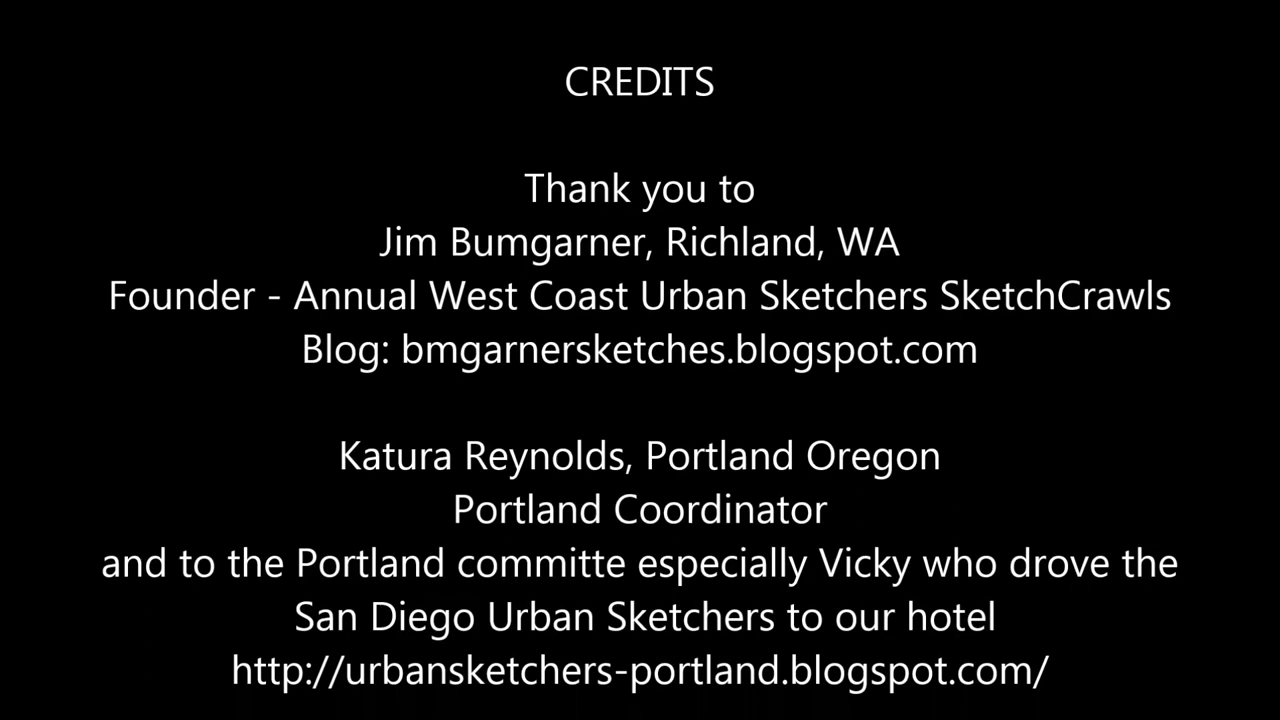 CREDITS
Thank you to
Jim Bumgarner, Richland, WA
Founder - Annual West Coast Urban Sketchers SketchCrawls
Blog: bmgarnersketches.blogspot.com
Katura Reynolds, Portland Oregon
Portland Coordinator
and to the Portland committe especially Vicky who drove the
San Diego Urban Sketchers to our hotel
http://urbansketchers-portland.blogspot.com/